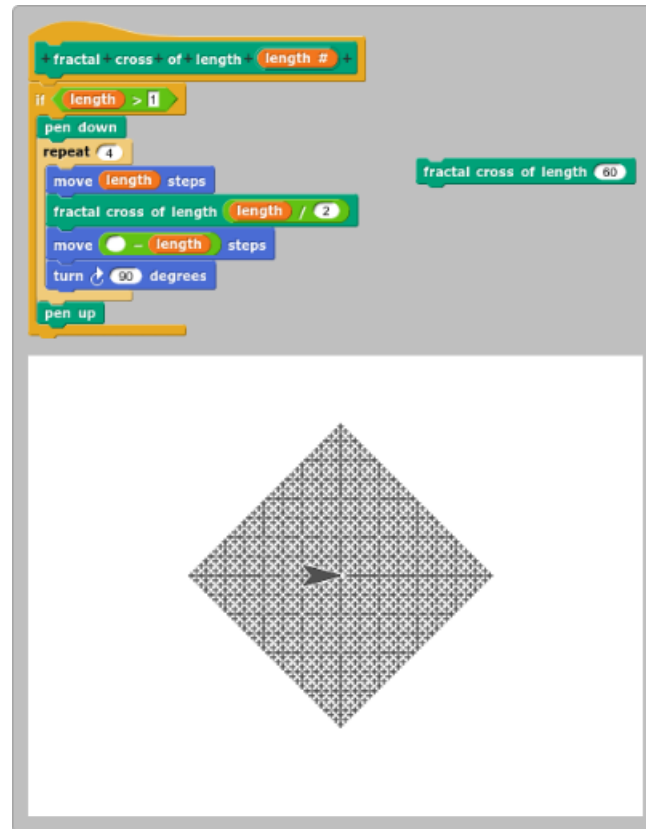 + fractal + cross + of + length + length # +
if length > 1
pen down
repeat 4
move length steps
fractal cross of length length / 2
move − length steps
turn 90 degrees
pen up
fractal cross of length 60